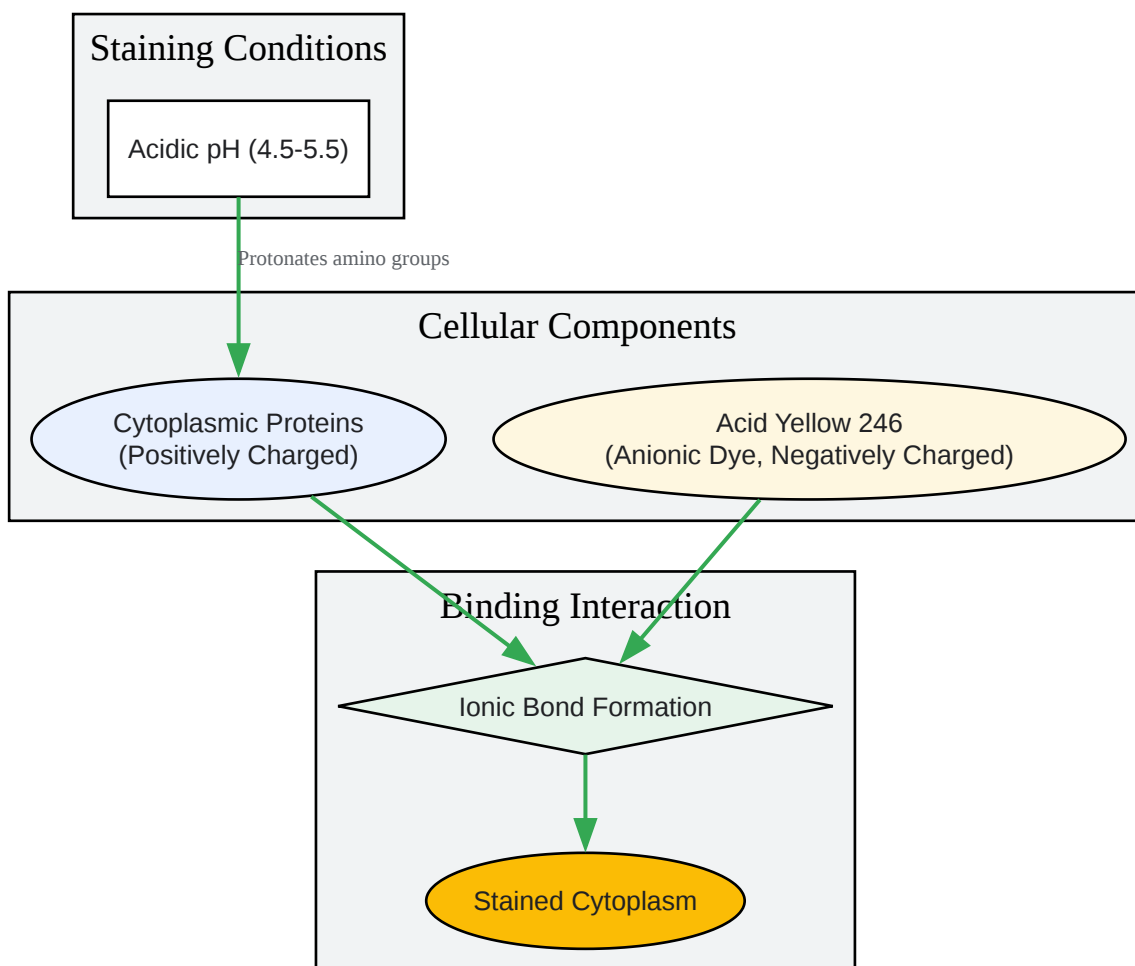 Staining Conditions
Acidic pH (4.5-5.5)
Protonates amino groups
Cellular Components
Cytoplasmic Proteins
(Positively Charged)
Acid Yellow 246
(Anionic Dye, Negatively Charged)
Binding Interaction
Ionic Bond Formation
Stained Cytoplasm